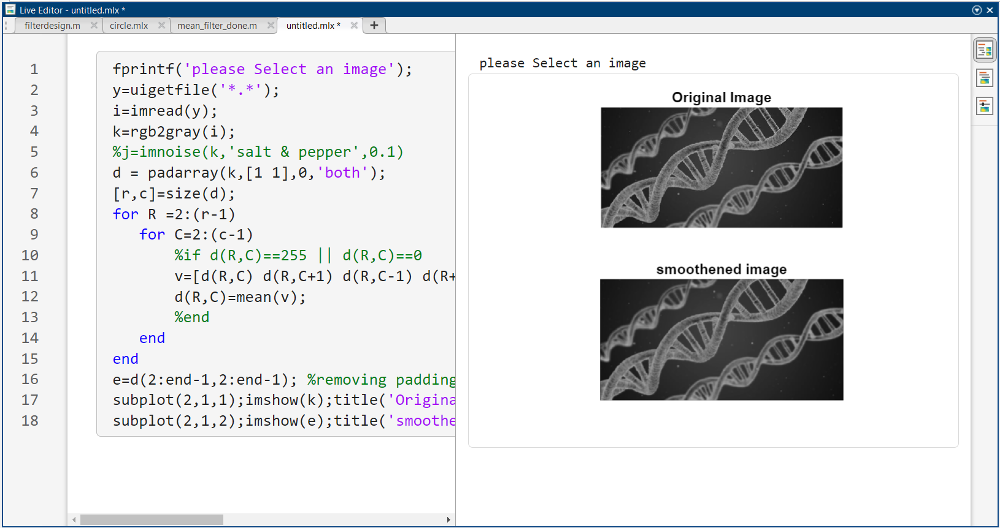 Live Editor - untitled.mlx *
filterdesign.m
circle.mlx
mean_filter_done.m
untitled.mlx *
1 fprintf('please Select an image');
2 y=uigetfile('*.*');
3 i=imread(y);
4 k=rgb2gray(i);
5 %j=imnoise(k,'salt & pepper',0.1)
6 d = padarray(k,[1 1],0,'both');
7 [r,c]=size(d);
8 for R =2:(r-1)
9 for C=2:(c-1)
10 %if d(R,C)==255 || d(R,C)==0
11 v=[d(R,C) d(R,C+1) d(R,C-1) d(R+
12 d(R,C)=mean(v);
13 %end
14 end
15 end
16 e=d(2:end-1,2:end-1); %removing padding
17 subplot(2,1,1);imshow(k);title('Origina
18 subplot(2,1,2);imshow(e);title('smoothe
please Select an image
Original Image
smoothened image